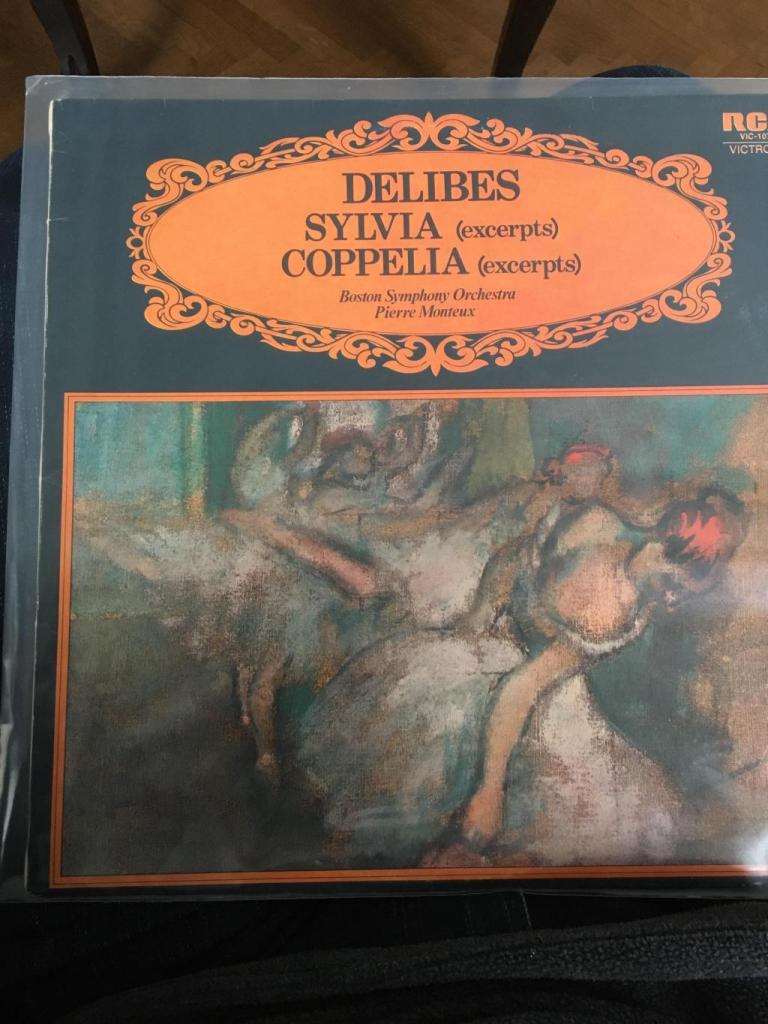 DELIBES
SYLVIA (excerpts)
COPPELIA (excerpts)
Boston Symphony Orchestra
Pierre Monteux